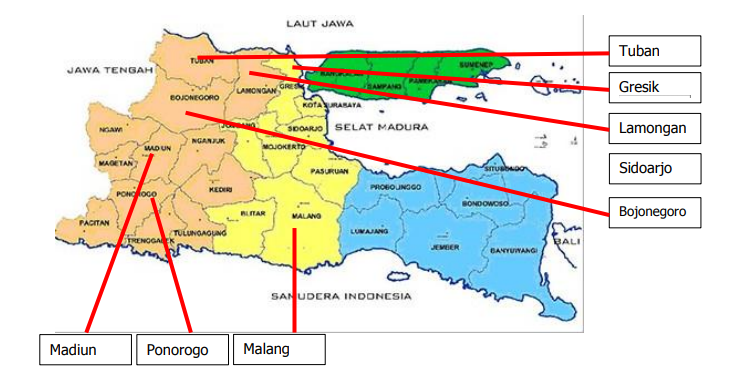 LAUT JAWA
JAWA TENGAH
TUBAN
Tuban
SUMENEP
BANGKALAN
PAMEKASAN
SAMPANG
GRESIK
Gresik
LAMONGAN
BOJONEGORO
KOTA SURABAYA
Lamongan
SELAT MADURA
SIDOARJO
NGAWI
NGANJUK
MADIUN
MOJOKERTO
MAGETAN
PASURUAN
Sidoarjo
SITUBONDO
PROBOLINGGO
KEDIRI
PONOROGO
BONDOWOSO
Bojonegoro
BLITAR
MALANG
PACITAN
TULUNGAGUNG
LUMAJANG
TRENGGALEK
JEMBER
BANYUWANGI
BALI
SAMUDERA INDONESIA
Madiun
Ponorogo
Malang